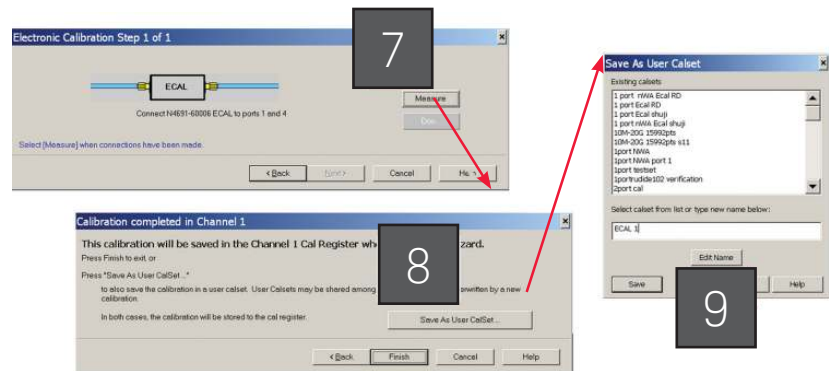 Electronic Calibration Step 1 of 1
7
ECAL
Connect N4691-60006 ECAL to ports 1 and 4
Measure
Done
Select [Measure] when connections have been made.
< Back
Next >
Cancel
Calibration completed in Channel 1
This calibration will be saved in the Channel 1 Cal Register zard.
Press Finish to exit, or
Press "Save As User CalSet..."
to also save the calibration in a user calset. User Calsets may be shared among
erwritten by a new
calibration.
In both cases, the calibration will be stored to the cal register.
8
Save As User CalSet...
< Back
Finish
Cancel
Help
Save As User Calset
Existing calsets
1 port nWA Ecal RD
1 port Ecal RD
1 port Ecal shuji
1 port nWA Ecal shuji
10M-20G 15992pts
10M-20G 15992pts s11
1port NWA
1port NWA port 1
1port testset
1portrudide102 verification
2port cal
Select calset from list or type new name below:
ECAL 1
Edit Name
Save
9
Help